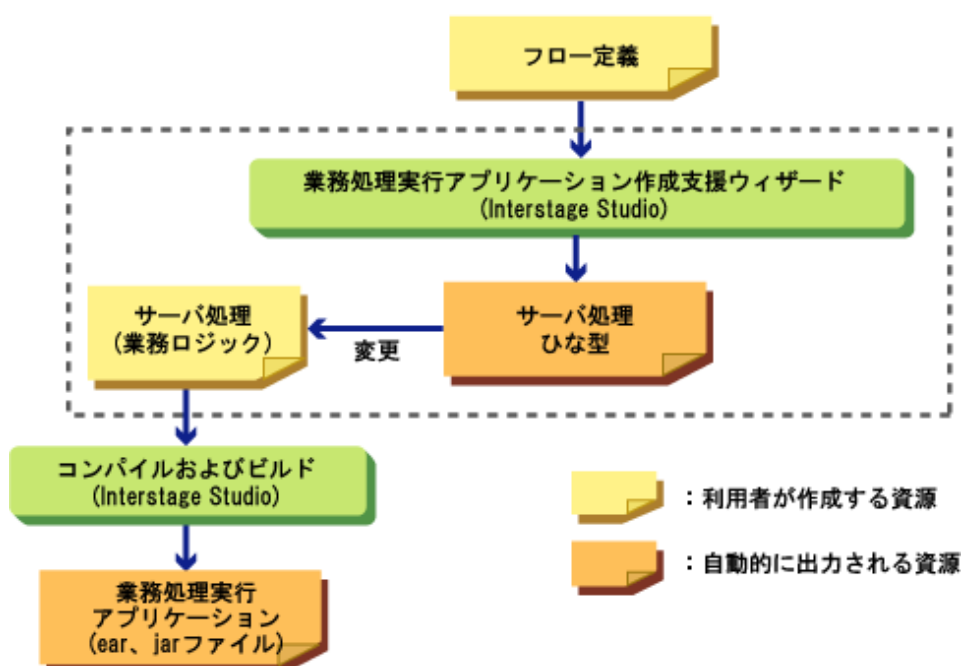 フロー定義
業務処理実行アプリケーション作成支援ウィザード
(Interstage Studio)
サーバ処理
(業務ロジック)
変更
サーバ処理
ひな型
コンパイルおよびビルド
(Interstage Studio)
：利用者が作成する資源
：自動的に出力される資源
業務処理実行
アプリケーション
(ear、jarファイル)